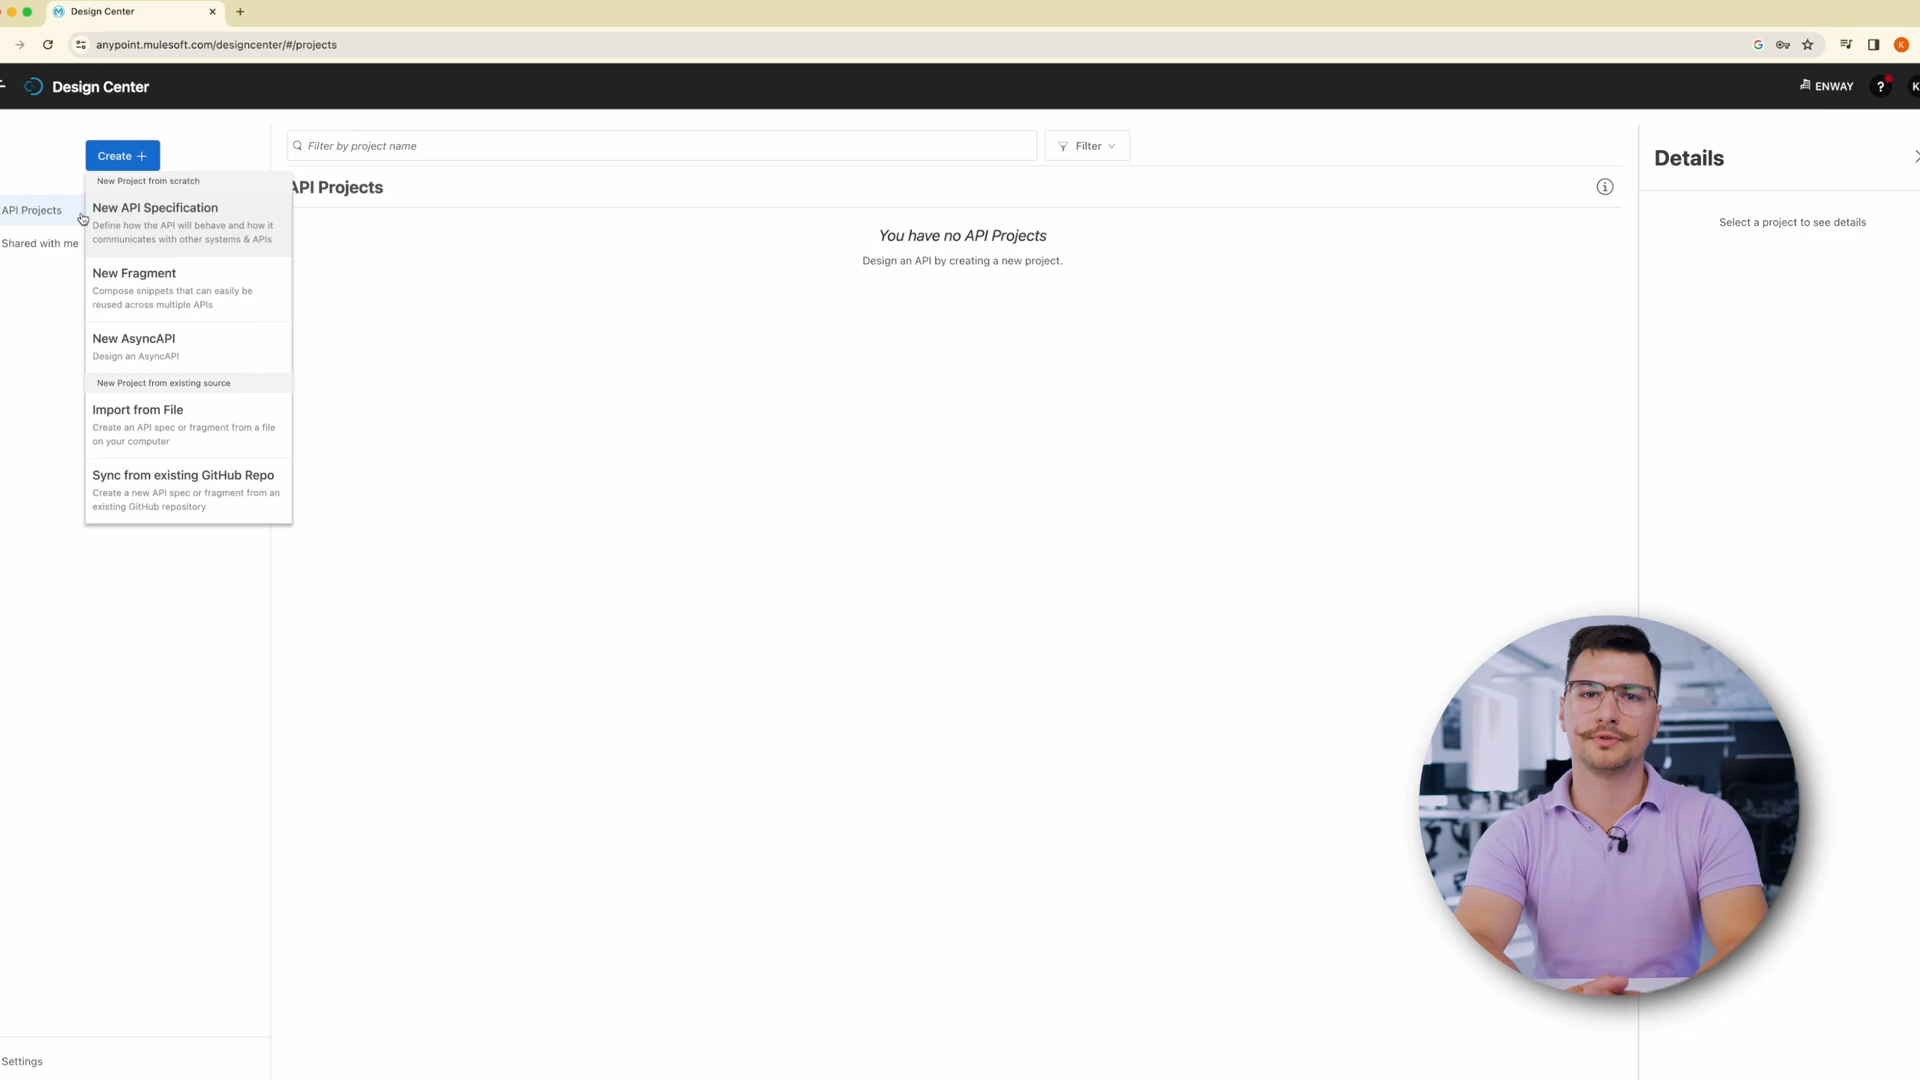 Design Center
anypoint.mulesoft.com/designcenter/#/projects
K
Design Center
ENWAY
?
K
Create +
Filter by project name
Filter
Details
New Project from scratch
API Projects
New API Specification
Define how the API will behave and how it
communicates with other systems & APIs
API Projects
Shared with me
You have no API Projects
Design an API by creating a new project.
Select a project to see details
New Fragment
Compose snippets that can easily be
reused across multiple APIs
New AsyncAPI
Design an AsyncAPI
New Project from existing source
Import from File
Create an API spec or fragment from a file
on your computer
Sync from existing GitHub Repo
Create a new API spec or fragment from an
existing GitHub repository
Settings